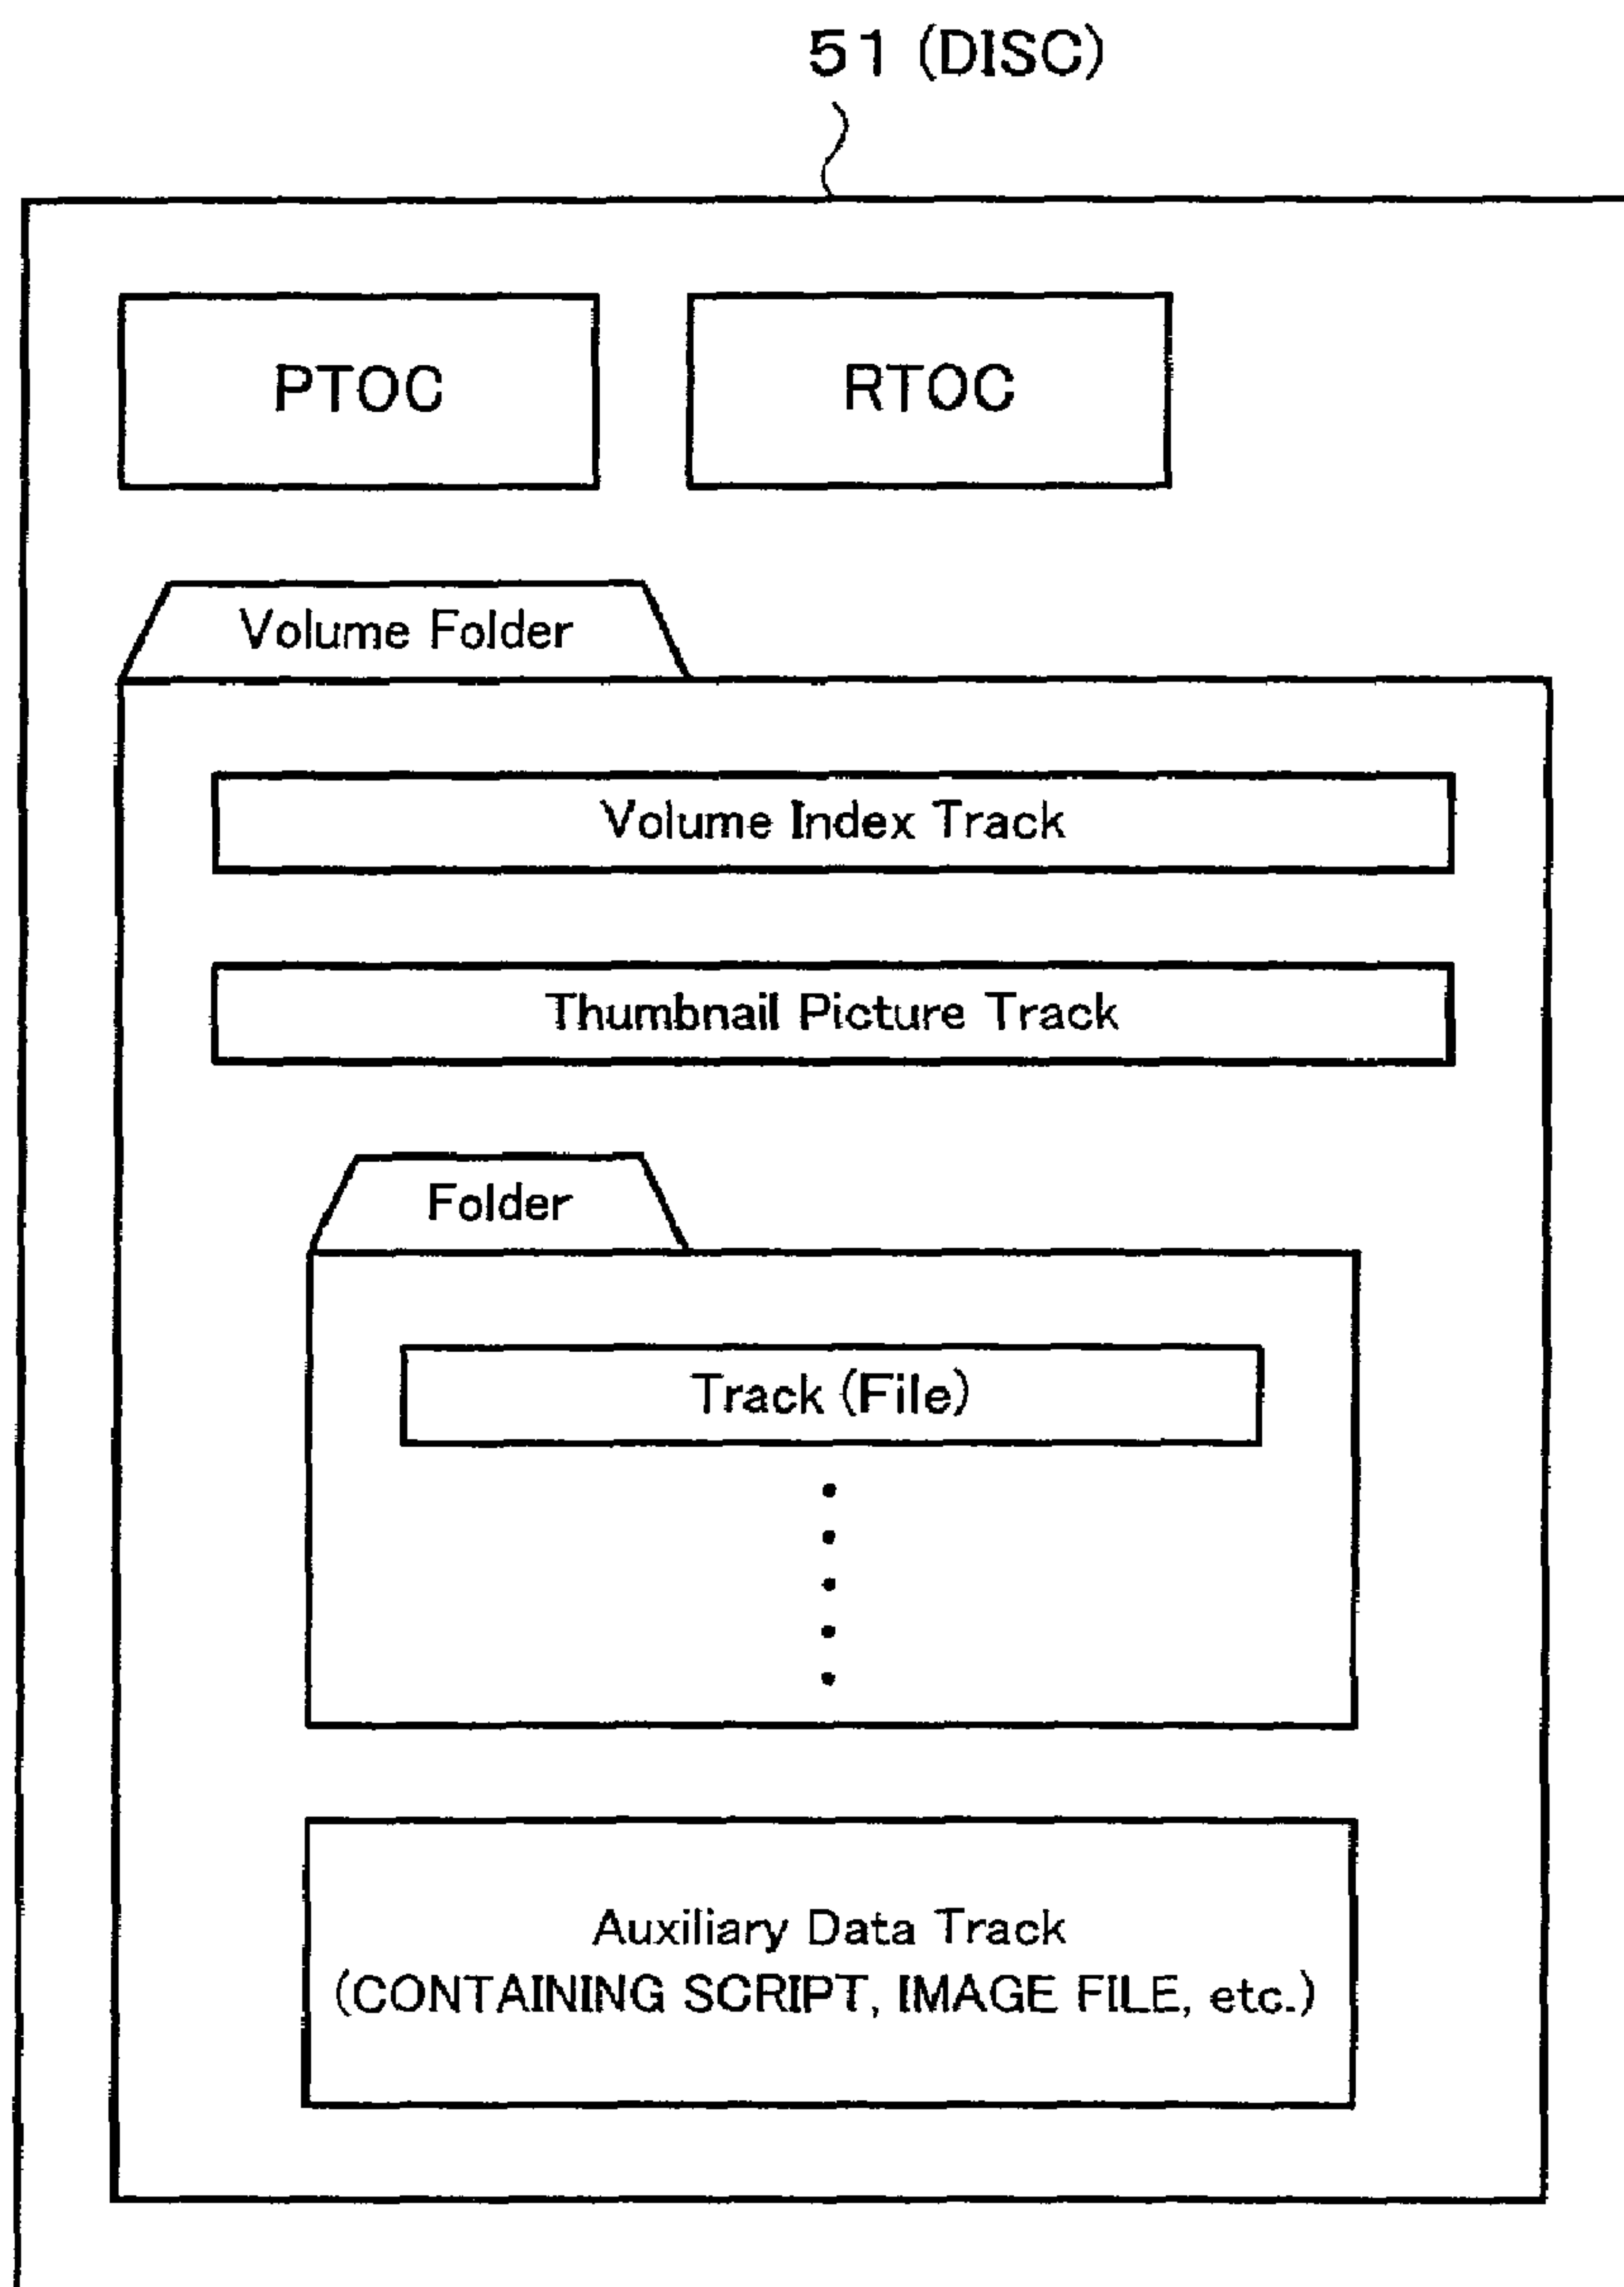 51 (DISC)
PTOC
RTOC
Volume Folder
Volume Index Track
Thumbnail Picture Track
Folder
Track (File)
Auxiliary Data Track
(CONTAINING SCRIPT, IMAGE FILE, etc.)